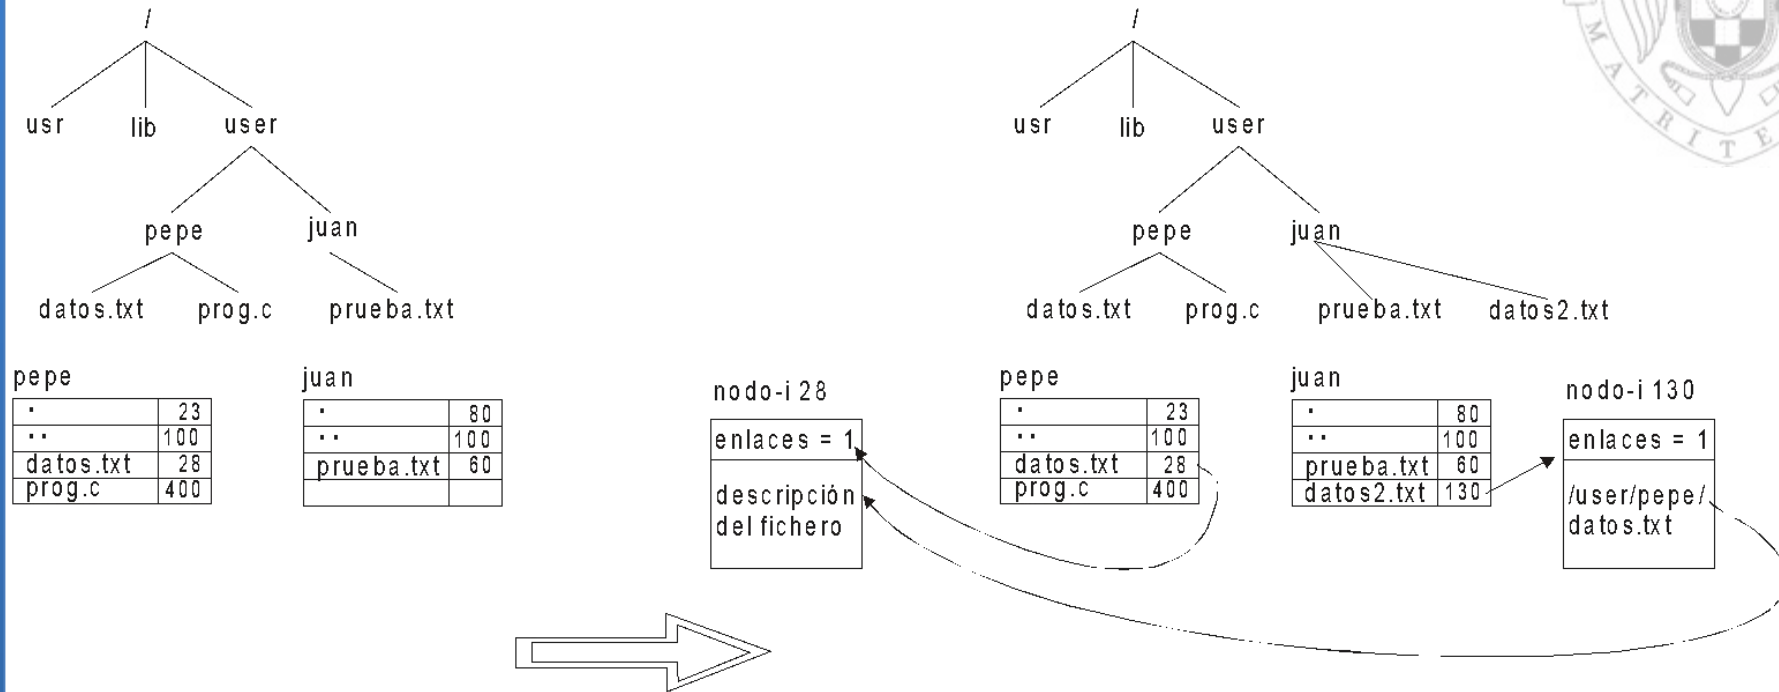 /
usr lib user
pepe juan
datos.txt prog.c prueba.txt
pepe
. 23
.. 100
datos.txt 28
prog.c 400
juan
. 80
.. 100
prueba.txt 60
/
usr lib user
pepe juan
datos.txt prog.c prueba.txt datos2.txt
nodo-i 28
enlaces = 1
descripción
del fichero
pepe
. 23
.. 100
datos.txt 28
prog.c 400
juan
. 80
.. 100
prueba.txt 60
datos2.txt 130
nodo-i 130
enlaces = 1
/user/pepe/
datos.txt
MATRITE